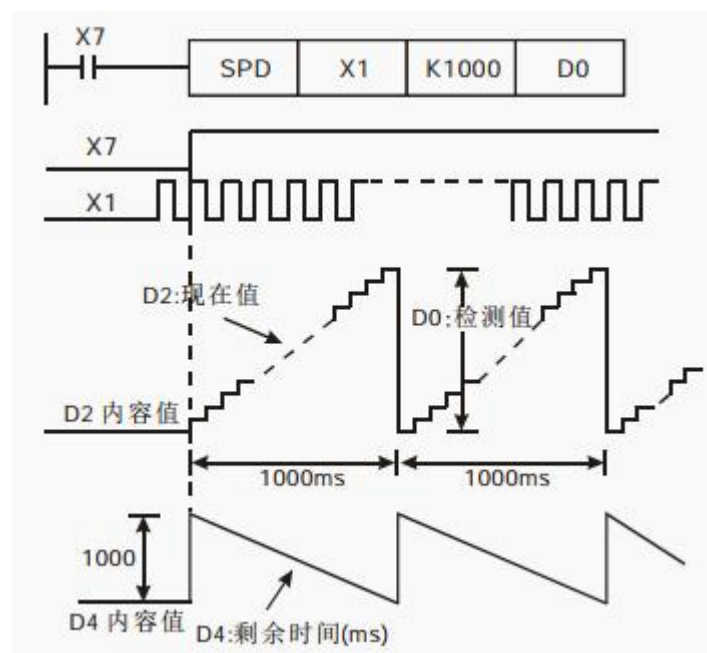 X7
SPD X1 K1000 D0
X7
X1
D2:现在值
D0:检测值
D2 内容值
1000ms 1000ms
1000
D4 内容值
D4:剩余时间(ms)